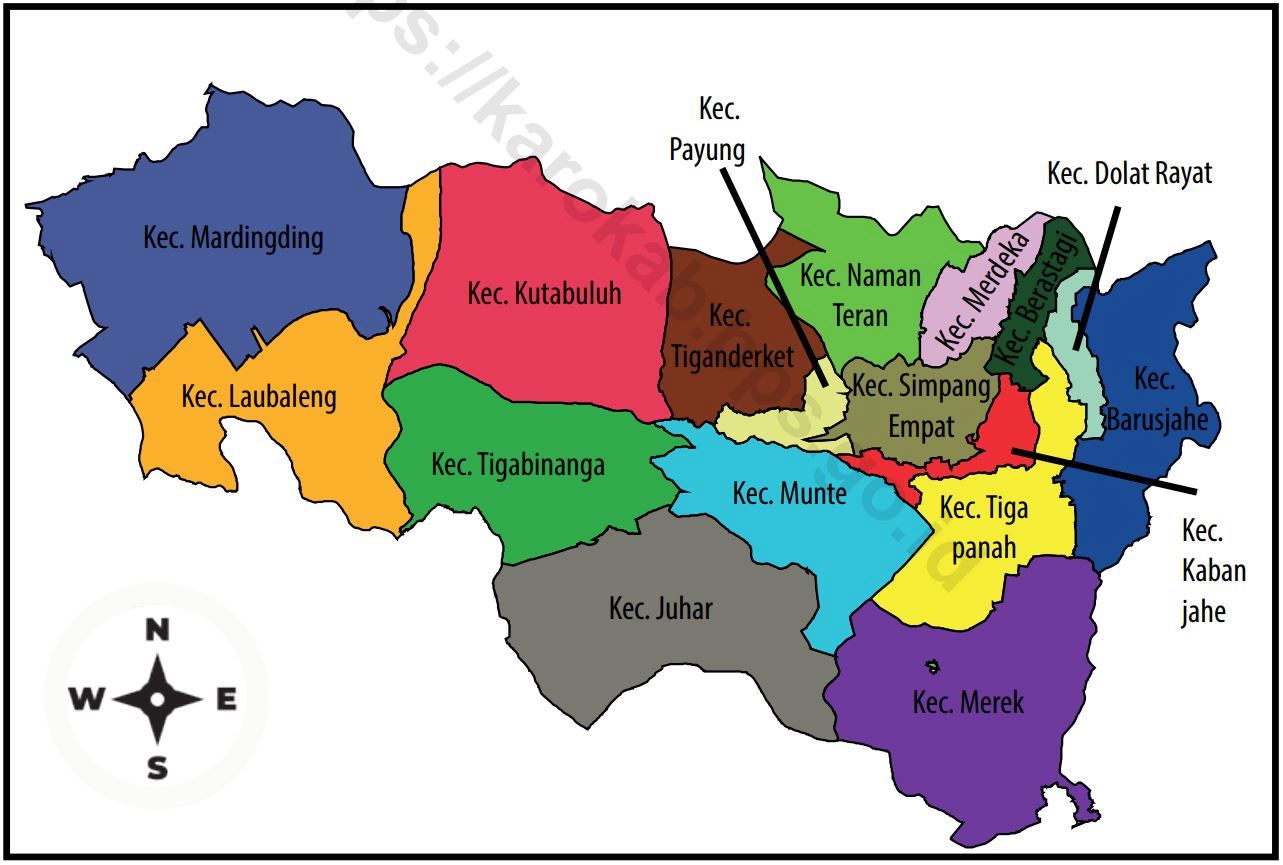 https://karokab.bps.go.id
Kec.
Payung
Kec. Dolat Rayat
Kec. Mardingding
Kec. Kutabuluh
Kec. Naman
Teran
Kec. Merdeka
Kec. Berastagi
Kec.
Tiganderket
Kec. Laubaleng
Kec. Simpang
Empat
Kec.
Barusjahe
Kec. Tigabinanga
Kec. Munte
Kec. Tiga
panah
Kec.
Kaban
jahe
Kec. Juhar
Kec. Merek
N
W
E
S